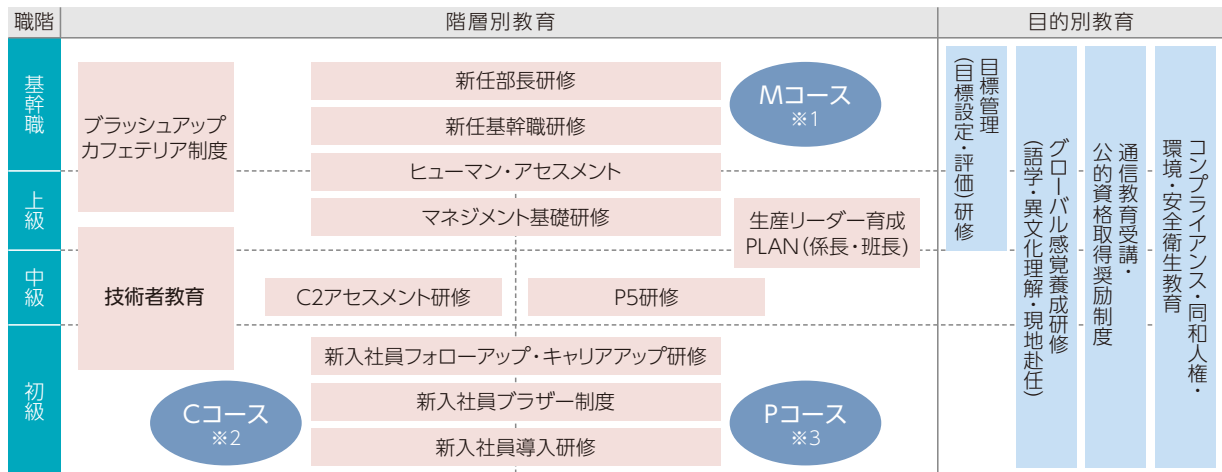 職階
階層別教育
目的別教育
基幹職
上級
中級
初級
ブラッシュアップ
カフェテリア制度
技術者教育
新任部長研修
新任基幹職研修
ヒューマン・アセスメント
マネジメント基礎研修
Mコース
※1
生産リーダー育成
PLAN(係長・班長)
C2アセスメント研修
P5研修
新入社員フォローアップ・キャリアアップ研修
新入社員ブラザー制度
新入社員導入研修
Cコース
※2
Pコース
※3
目標管理
(目標設定・評価)研修
グローバル感覚養成研修
(語学・異文化理解・現地赴任)
通信教育受講・
公的資格取得奨励制度
コンプライアンス・同和人権・
環境・安全衛生教育